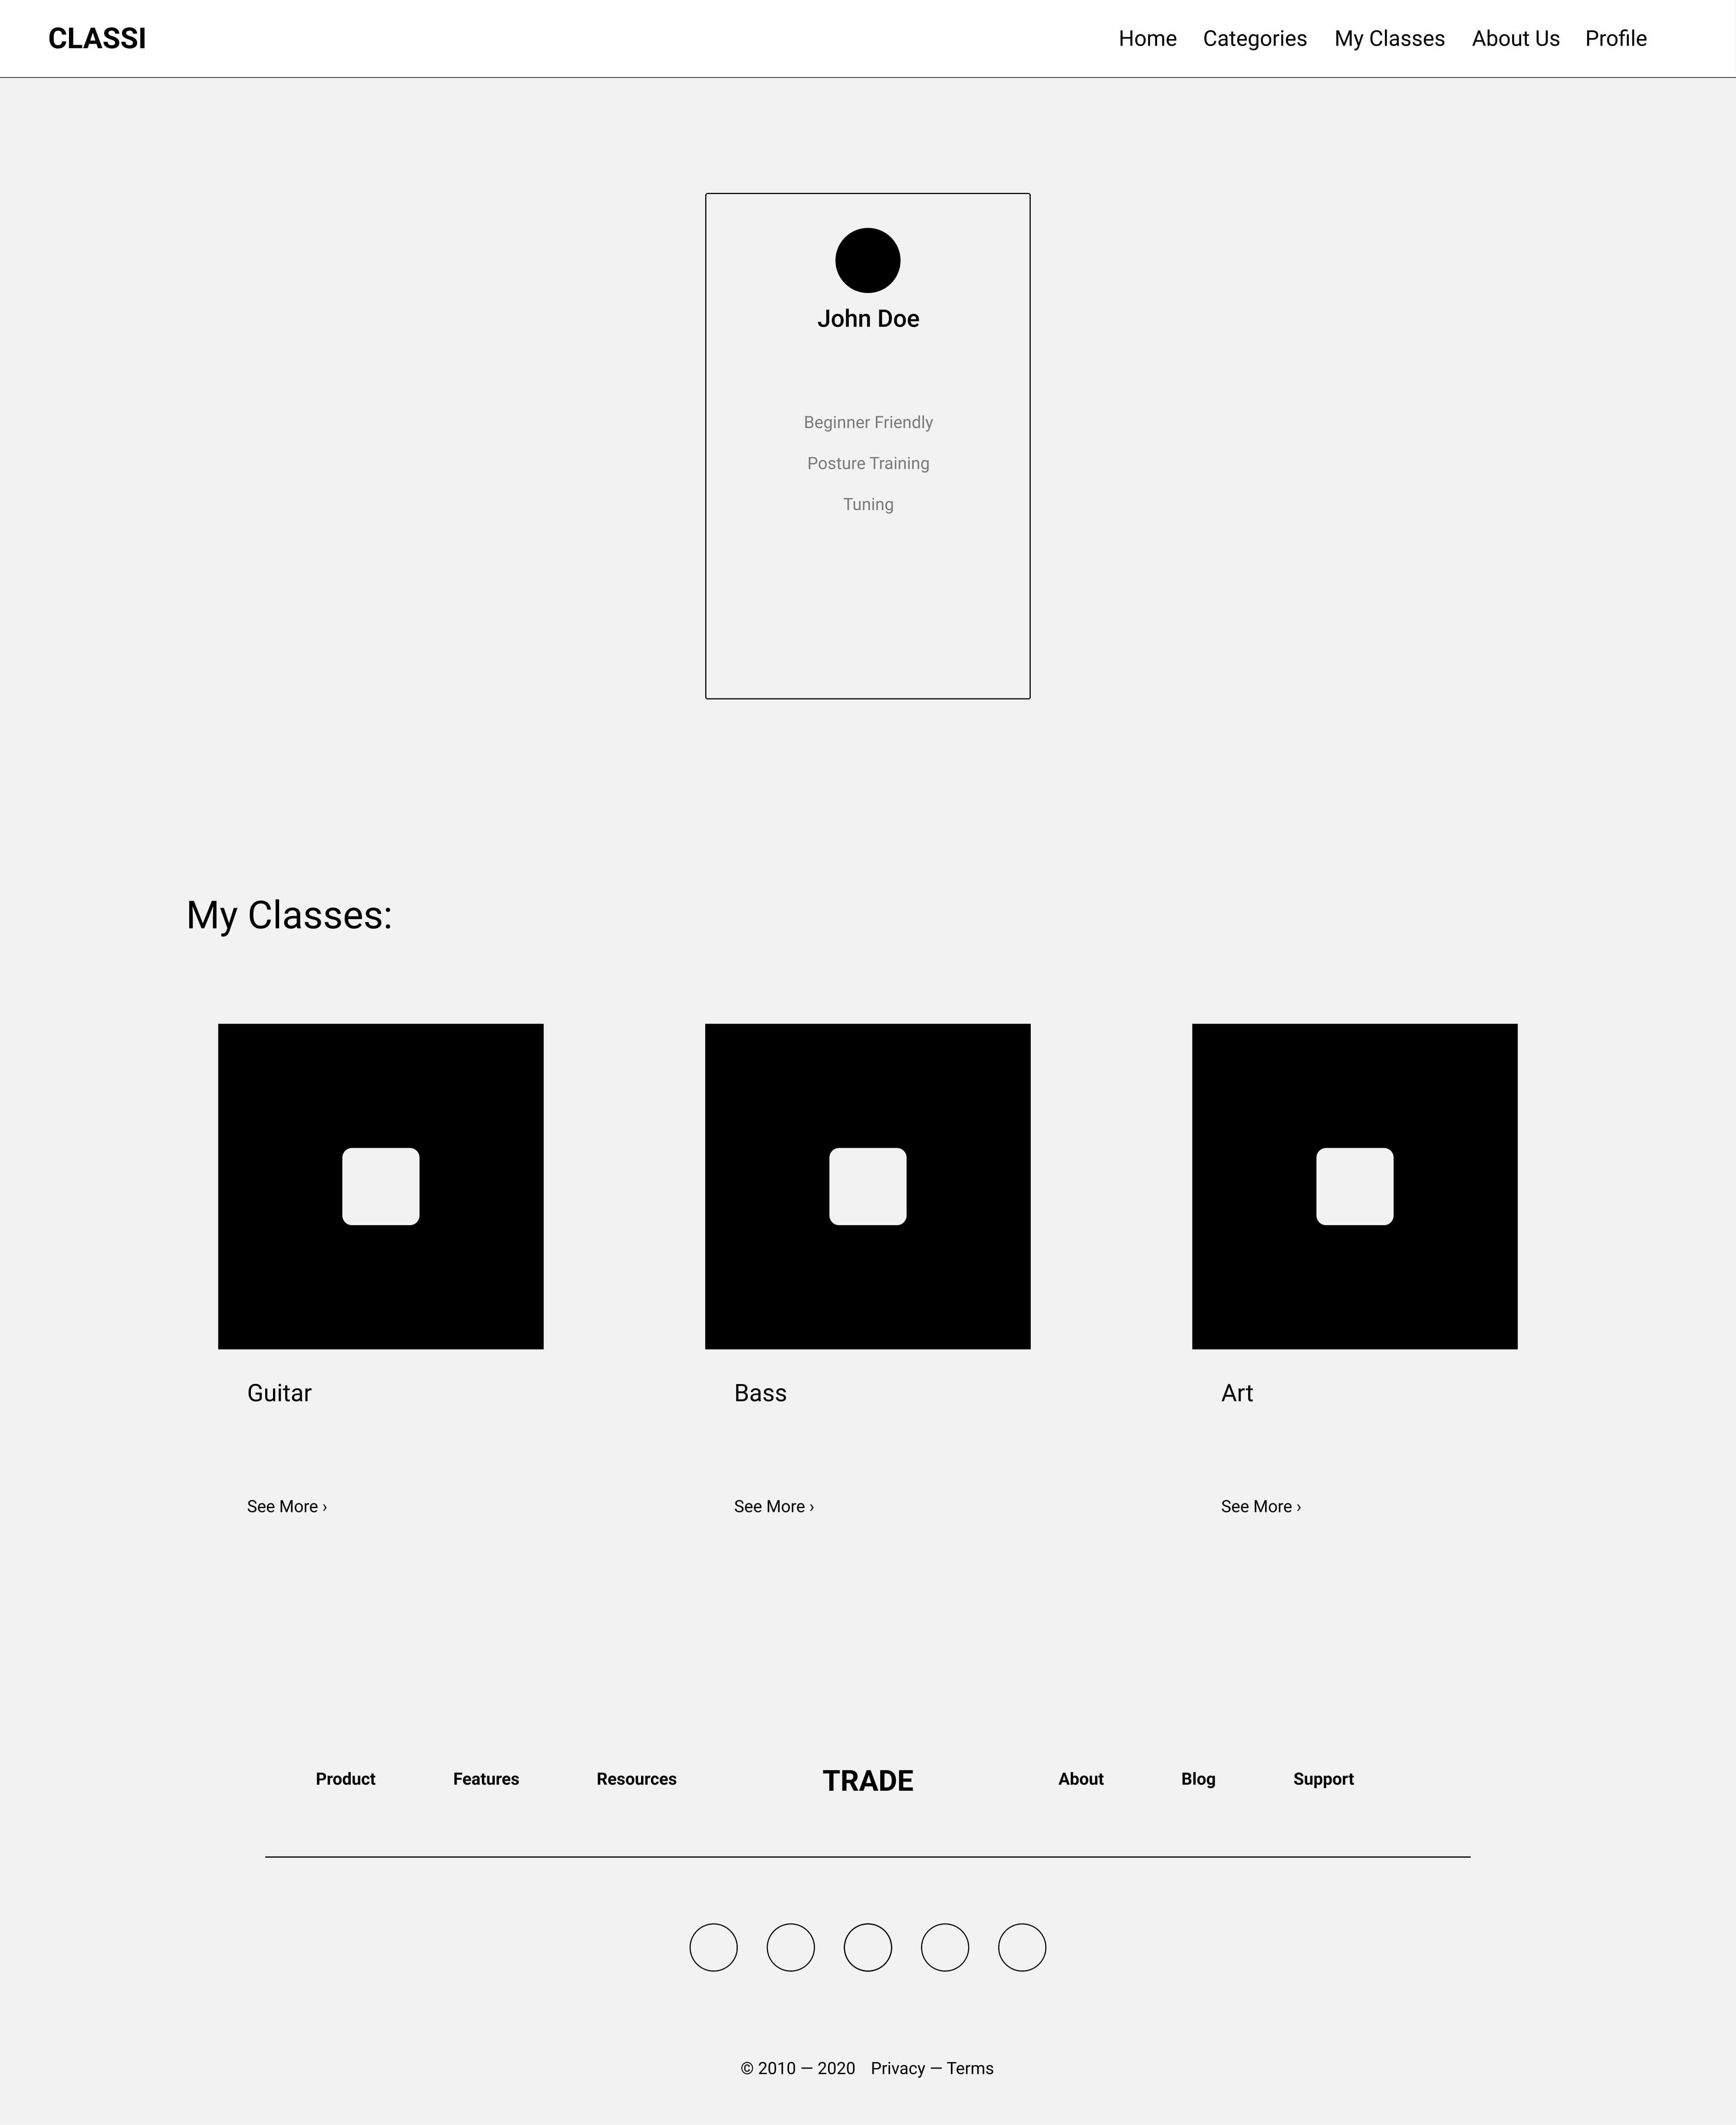 CLASSI Home Categories My Classes About Us Profile
John Doe
Beginner Friendly
Posture Training
Tuning
My Classes:
Guitar Bass Art
See More › See More › See More ›
Product Features Resources TRADE About Blog Support
© 2010 — 2020 Privacy — Terms